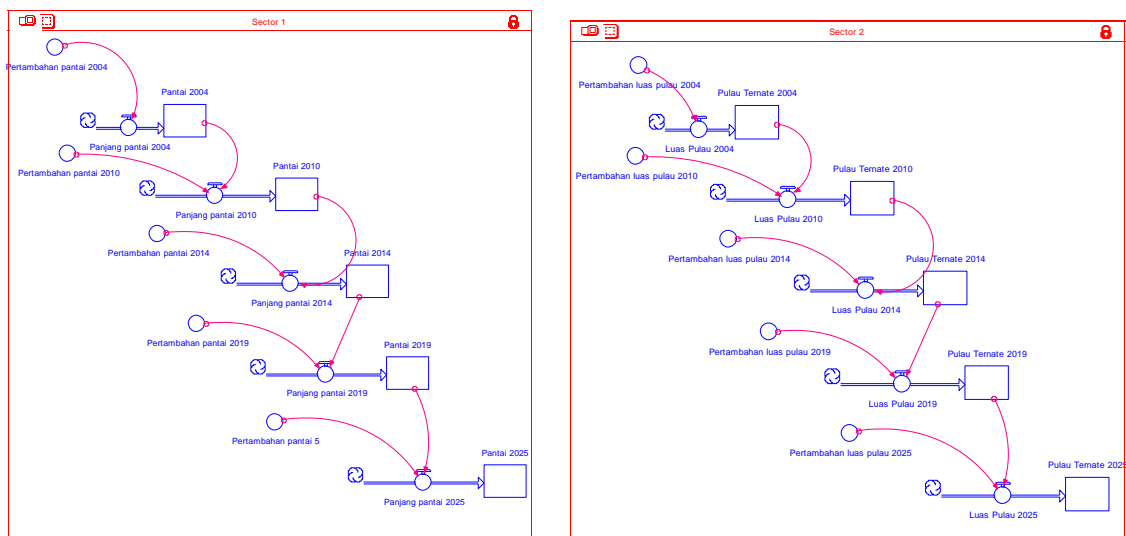 Sector 1
Pertambahan pantai 2004
Pantai 2004
Panjang pantai 2004
Pertambahan pantai 2010
Pantai 2010
Panjang pantai 2010
Pertambahan pantai 2014
Pantai 2014
Panjang pantai 2014
Pertambahan pantai 2019
Pantai 2019
Panjang pantai 2019
Pertambahan pantai 5
Pantai 2025
Panjang pantai 2025
Sector 2
Pertambahan luas pulau 2004
Pulau Ternate 2004
Luas Pulau 2004
Pertambahan luas pulau 2010
Pulau Ternate 2010
Luas Pulau 2010
Pertambahan luas pulau 2014
Pulau Ternate 2014
Luas Pulau 2014
Pertambahan luas pulau 2019
Pulau Ternate 2019
Luas Pulau 2019
Pertambahan luas pulau 2025
Pulau Ternate 2025
Luas Pulau 2025